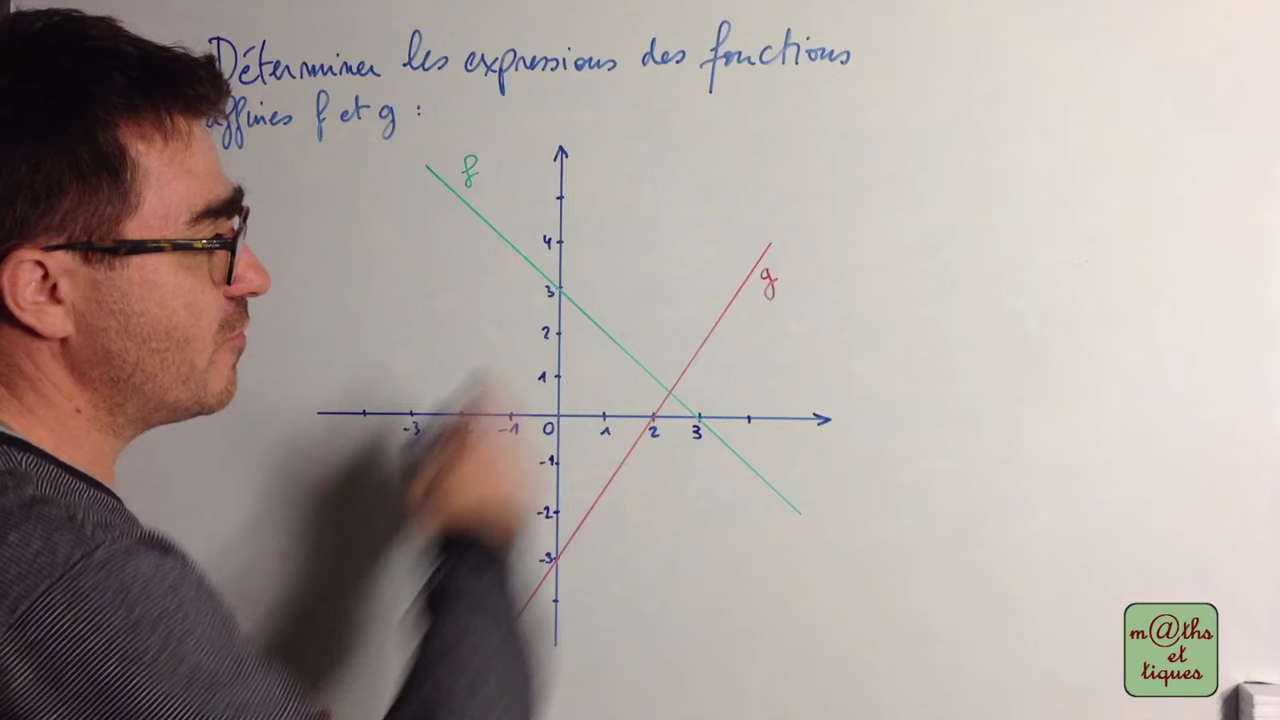 Déterminer les expressions des fonctions
affines f et g :
f
g
4
3
2
1
-3 -1 0 1 2 3
-1
-2
-3
m@ths
et
tiques